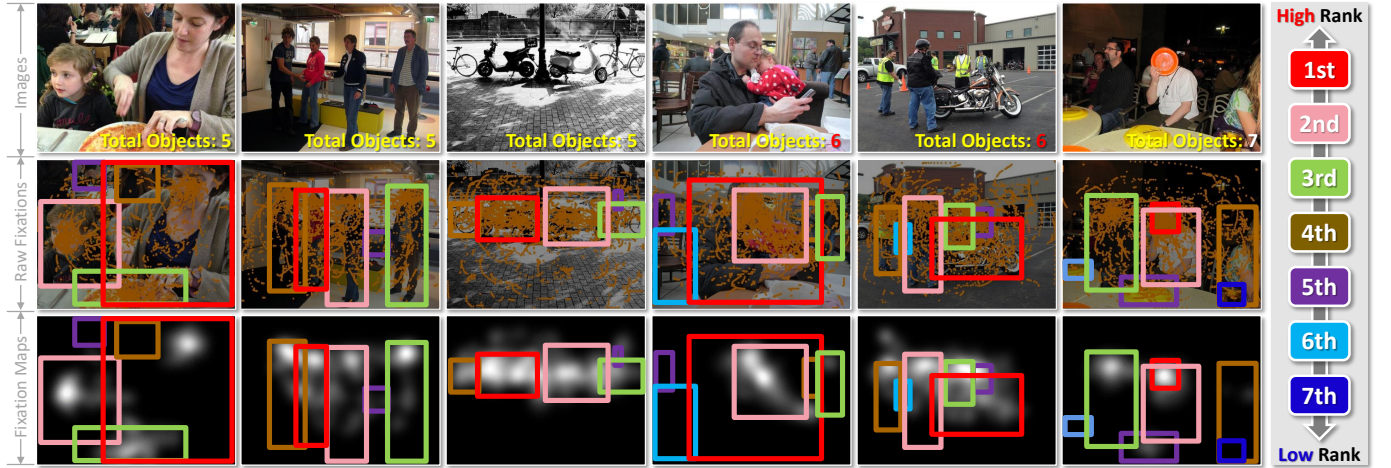 Images
Total Objects: 5
Total Objects: 5
Total Objects: 5
Total Objects: 6
Total Objects: 6
Total Objects: 7
Raw Fixations
Fixation Maps
High Rank
1st
2nd
3rd
4th
5th
6th
7th
Low Rank